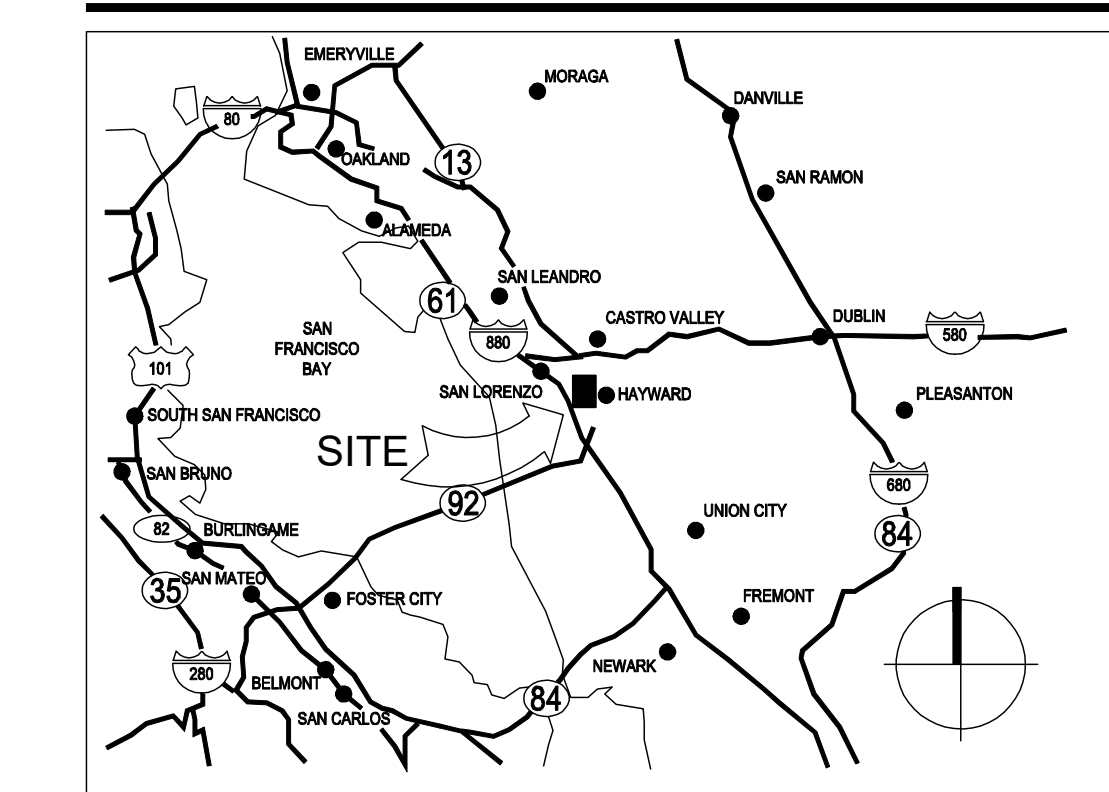 EMERYVILLE
MORAGA
DANVILLE
80
OAKLAND
13
SAN RAMON
ALAMEDA
SAN LEANDRO
61
CASTRO VALLEY
DUBLIN
580
SAN
FRANCISCO
BAY
880
101
SAN LORENZO
HAYWARD
PLEASANTON
SOUTH SAN FRANCISCO
SITE
SAN BRUNO
680
92
UNION CITY
82
BURLINGAME
84
SAN MATEO
35
FOSTER CITY
FREMONT
NEWARK
280
BELMONT
84
SAN CARLOS